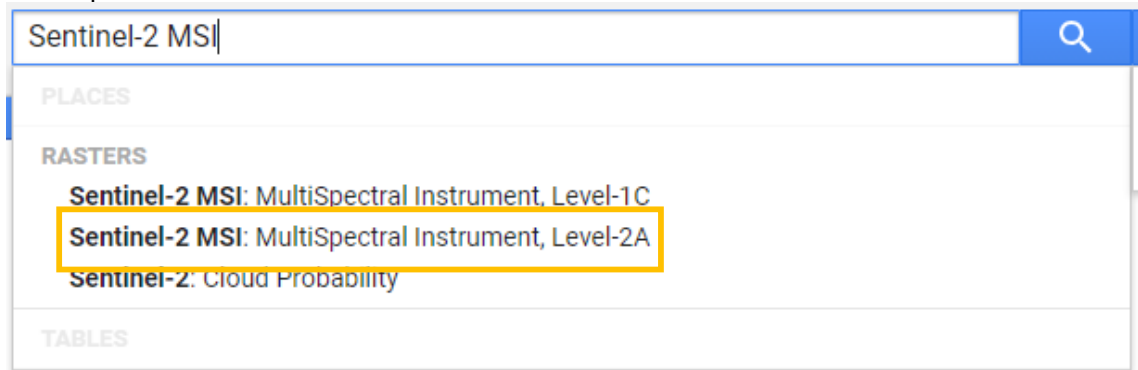 Sentinel-2 MSI
PLACES
RASTERS
Sentinel-2 MSI: MultiSpectral Instrument, Level-1C
Sentinel-2 MSI: MultiSpectral Instrument, Level-2A
Sentinel-2: Cloud Probability
TABLES